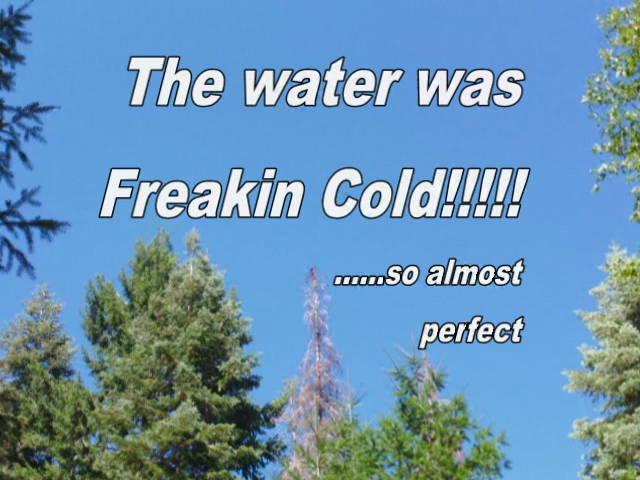 The water was
Freakin Cold!!!!!
......so almost
perfect